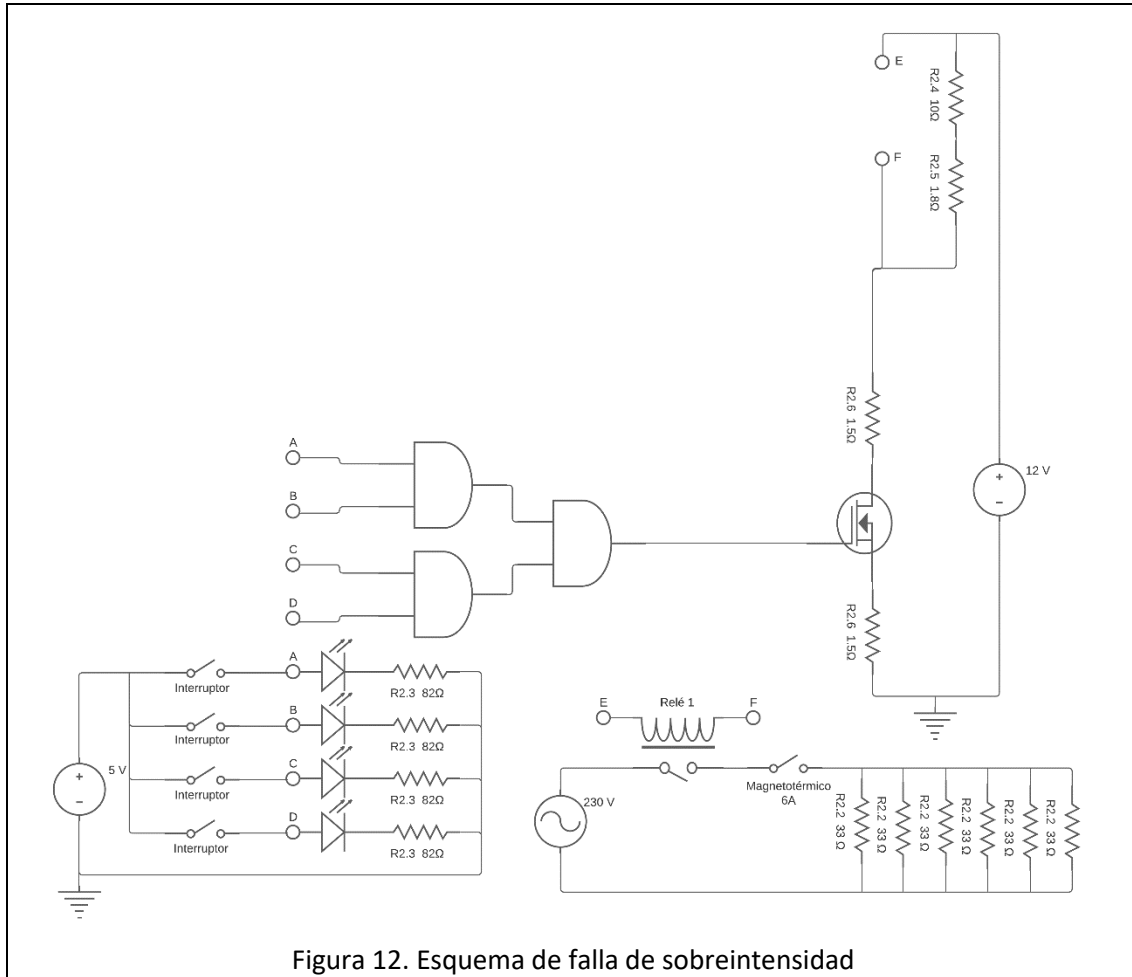 E
R2.4 10Ω
F
R2.5 1.8Ω
R2.6 1.5Ω
12 V
+
−
A
B
C
D
R2.6 1.5Ω
A
Interruptor
R2.3 82Ω
B
Interruptor
R2.3 82Ω
C
Interruptor
R2.3 82Ω
D
Interruptor
R2.3 82Ω
5 V
+
−
E
Relé 1
F
Magnetotérmico
6A
230 V
R2.2 33 Ω
R2.2 33 Ω
R2.2 33 Ω
R2.2 33 Ω
R2.2 33 Ω
R2.2 33 Ω
Figura 12. Esquema de falla de sobreintensidad